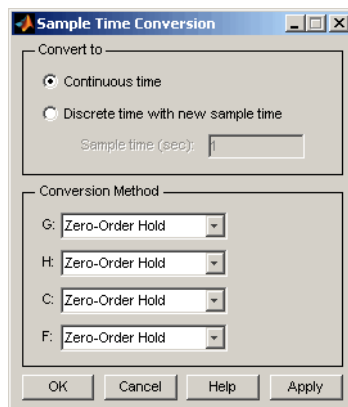 Sample Time Conversion
Convert to
Continuous time
Discrete time with new sample time
Sample time (sec): 1
Conversion Method
G: Zero-Order Hold
H: Zero-Order Hold
C: Zero-Order Hold
F: Zero-Order Hold
OK Cancel Help Apply